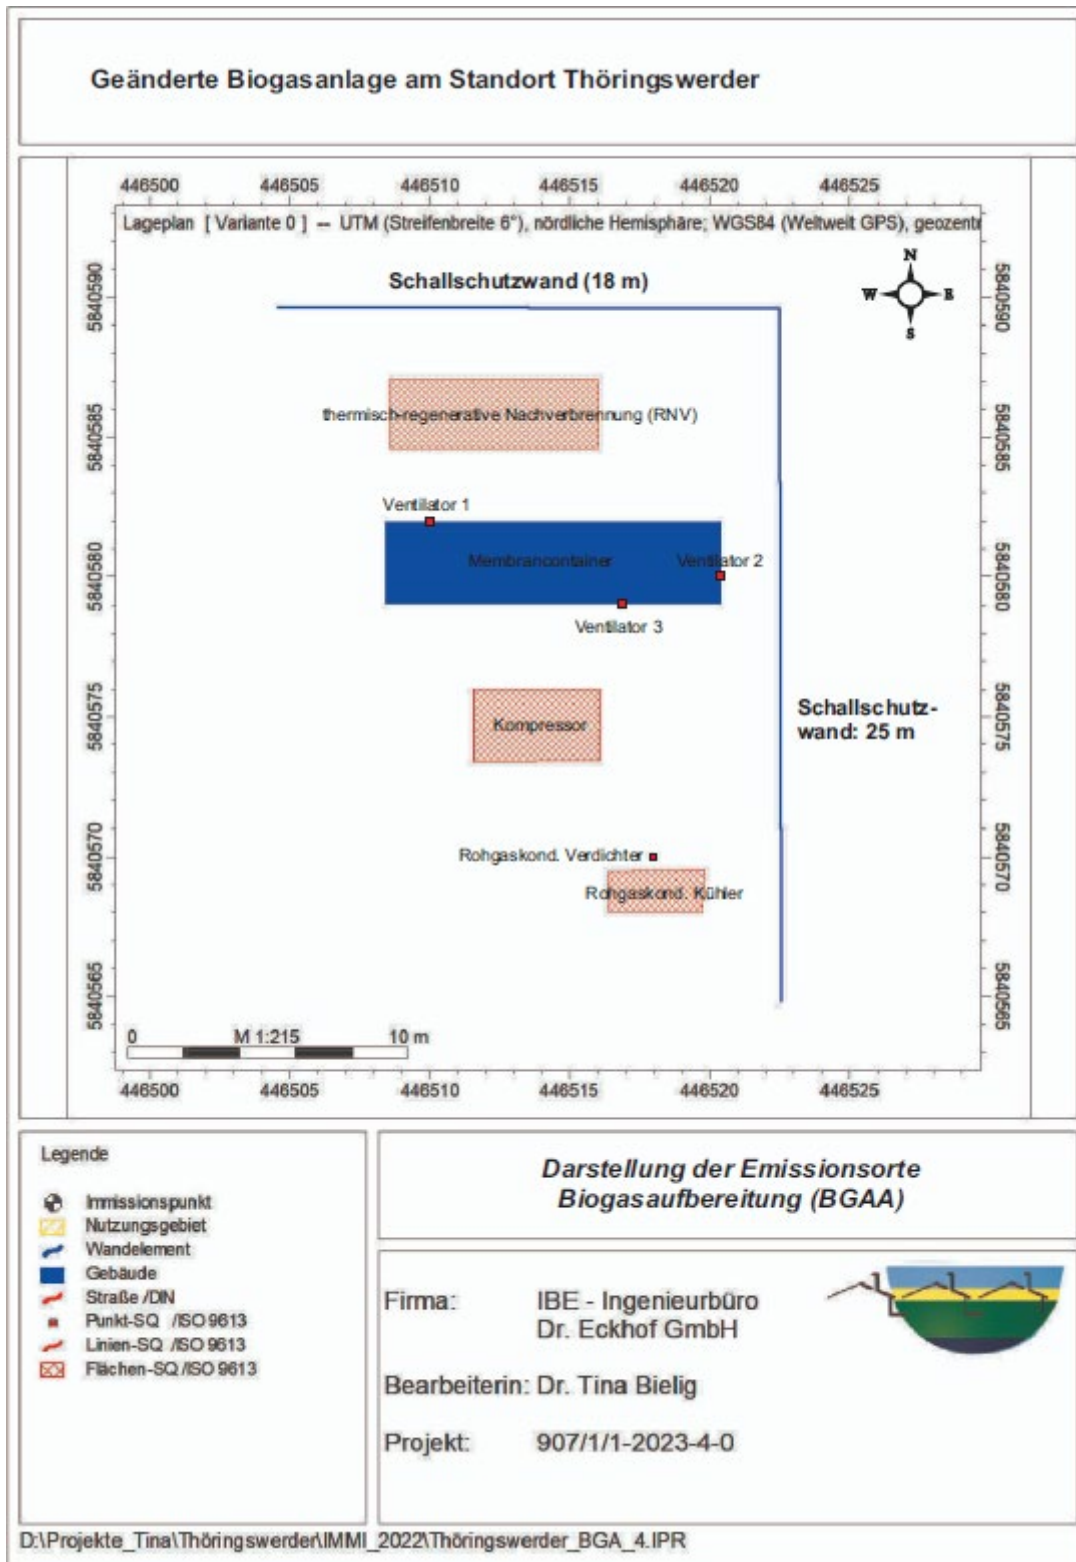 Geänderte Biogasanlage am Standort Thöringswerder
446500 446505 446510 446515 446520 446525
Lageplan [ Variante 0 ] -- UTM (Streifenbreite 6°), nördliche Hemisphäre; WGS84 (Weltweit GPS), geozentr
N
W E
S
Schallschutzwand (18 m)
5840590 5840590
thermisch-regenerative Nachverbrennung (RNV)
5840585 5840585
Ventilator 1
Membrancontainer
Ventilator 2
5840580 5840580
Ventilator 3
Schallschutz-
wand: 25 m
5840575 5840575
Kompressor
Rohgaskond. Verdichter
5840570 5840570
Rohgaskond. Kühler
5840565 5840565
0 M 1:215 10 m
446500 446505 446510 446515 446520 446525
Legende
Immissionspunkt
Nutzungsgebiet
Wandelement
Gebäude
Straße /DIN
Punkt-SQ /ISO 9613
Linien-SQ /ISO 9613
Flächen-SQ /ISO 9613
Darstellung der Emissionsorte
Biogasaufbereitung (BGAA)
Firma: IBE - Ingenieurbüro
Dr. Eckhof GmbH
Bearbeiterin: Dr. Tina Bielig
Projekt: 907/1/1-2023-4-0
D:\Projekte_Tina\Thöringswerder\IMMI_2022\Thöringswerder_BGA_4.IPR